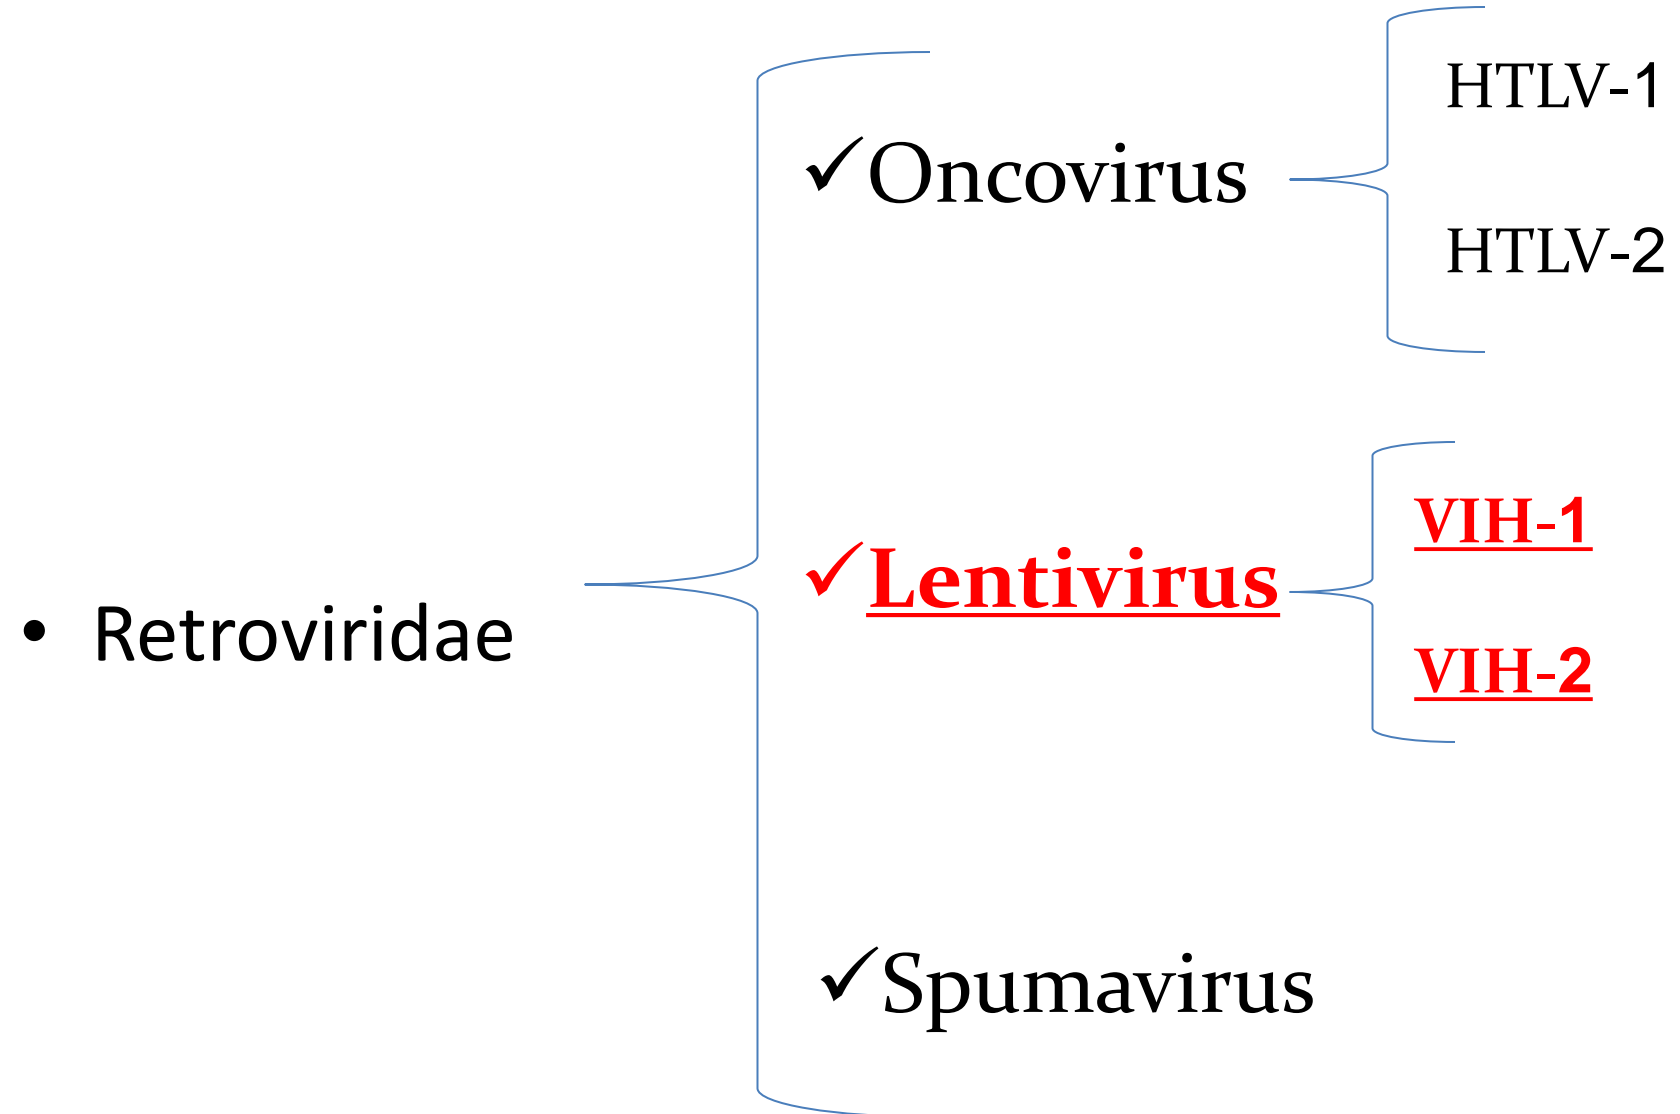 • Retroviridae
✓Oncovirus
HTLV-1
HTLV-2
✓Lentivirus
VIH-1
VIH-2
✓Spumavirus